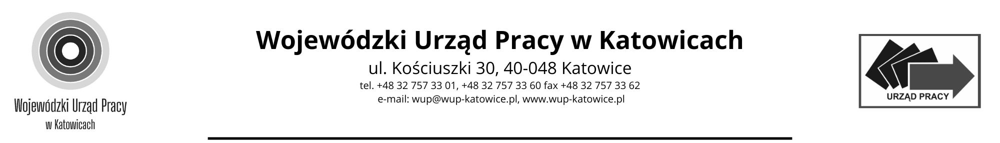 Wojewódzki Urząd Pracy w Katowicach
ul. Kościuszki 30, 40-048 Katowice
tel. +48 32 757 33 01, +48 32 757 33 60 fax +48 32 757 33 62
e-mail: wup@wup-katowice.pl, www.wup-katowice.pl
Wojewódzki Urząd Pracy
w Katowicach
URZĄD PRACY